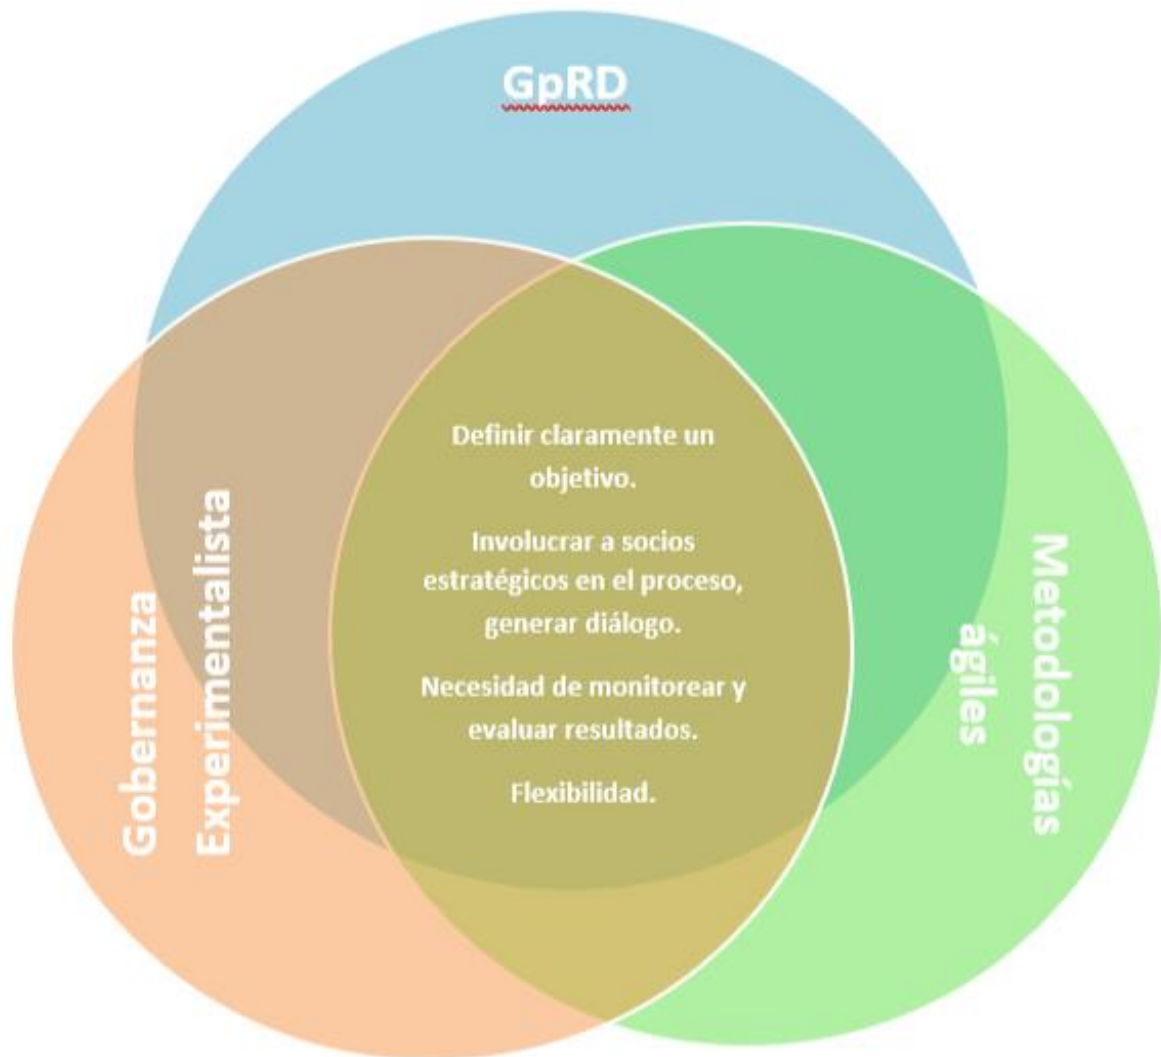 GpRD
Gobernanza
Experimentalista
Definir claramente un
objetivo.
Involucrar a socios
estratégicos en el proceso,
generar diálogo.
Necesidad de monitorear y
evaluar resultados.
Flexibilidad.
Metodologías
ágiles